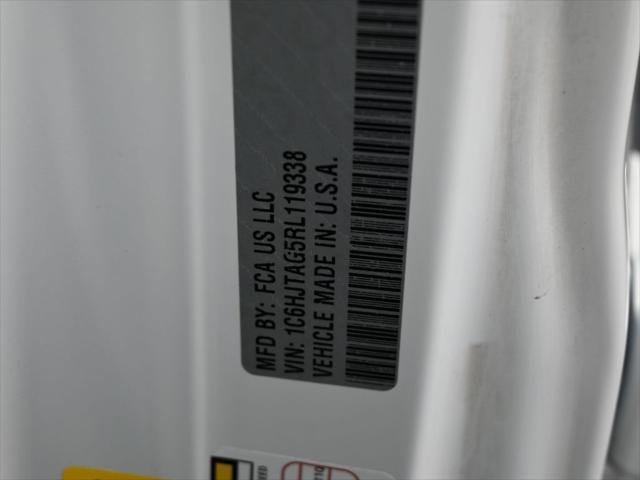 MFD BY: FCA US LLC
VIN: 1C6HJTAG5RL119338
VEHICLE MADE IN: U.S.A.